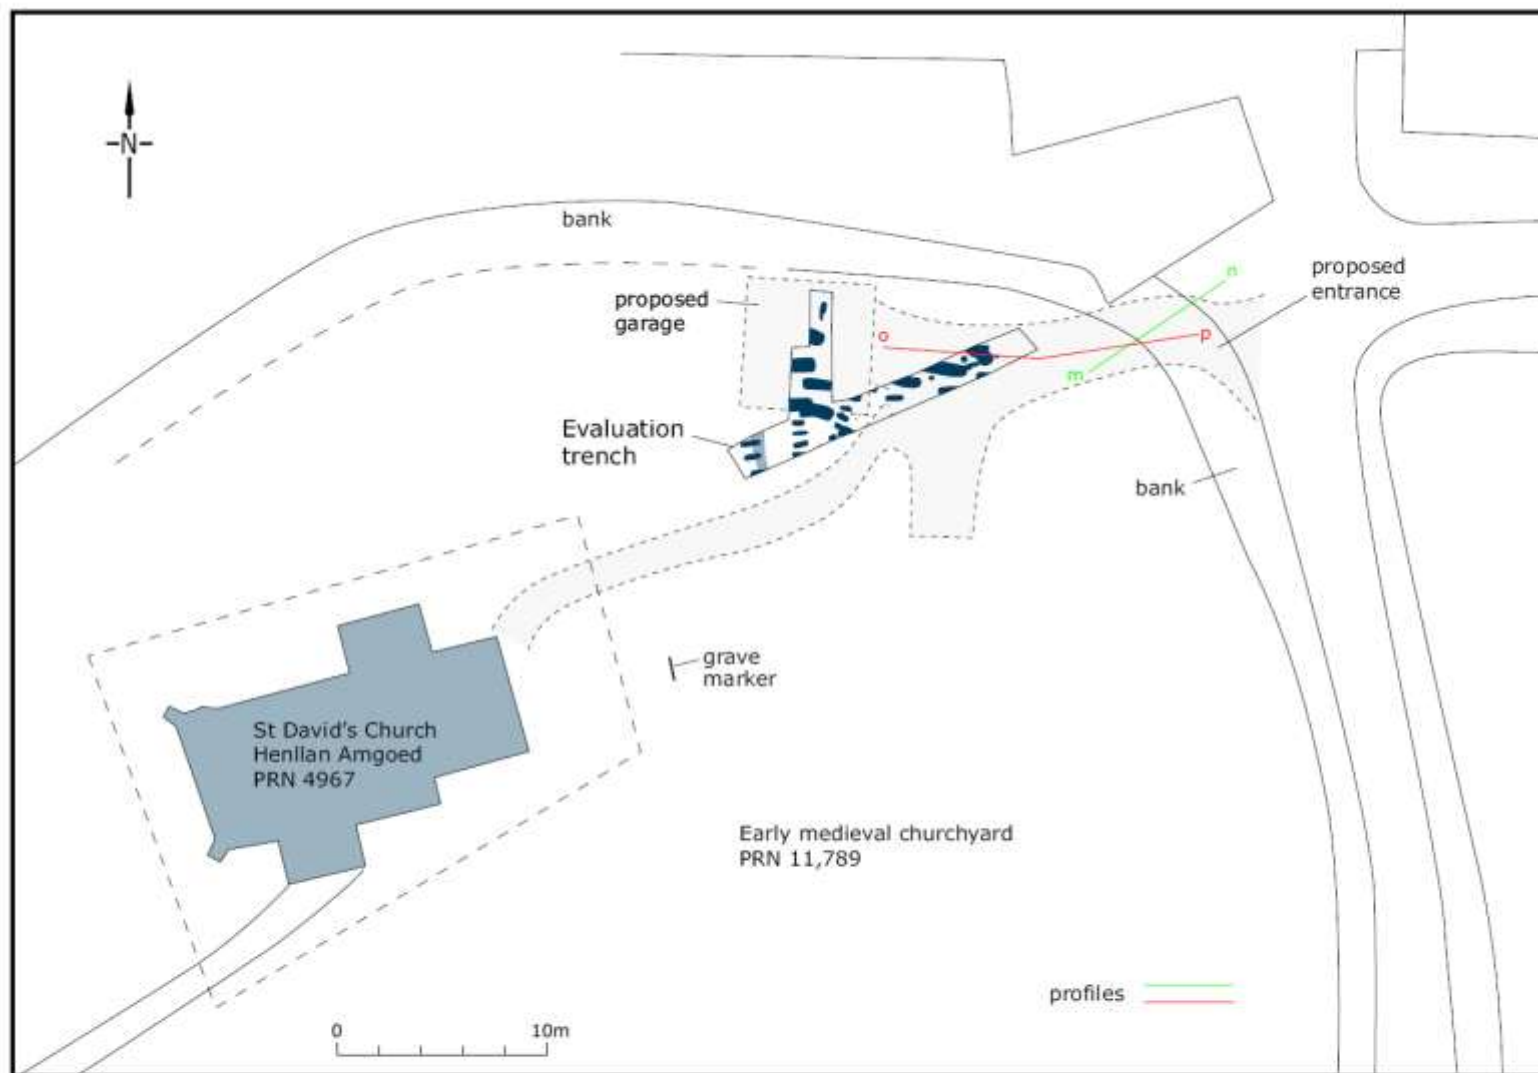 N
bank
n
proposed
entrance
proposed
garage
o
p
m
Evaluation
trench
bank
grave
marker
St David's Church
Henllan Amgoed
PRN 4967
Early medieval churchyard
PRN 11,789
profiles
0 10m